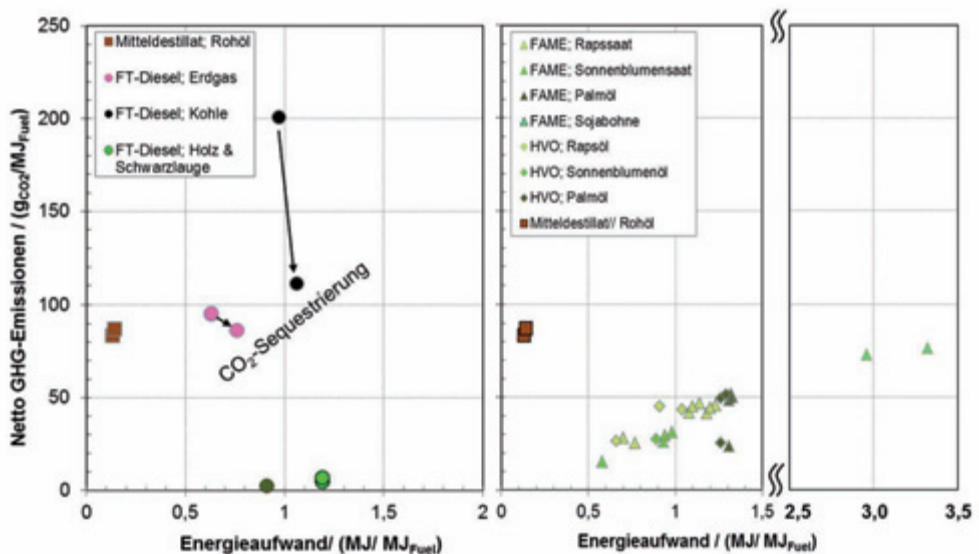 Netto GHG-Emissionen / (gCO2/MJFuel)
250
200
150
100
50
0
Mitteldestillat; Rohöl
FT-Diesel; Erdgas
FT-Diesel; Kohle
FT-Diesel; Holz &
Schwarzlauge
CO2-Sequestrierung
0
0,5
1
1,5
2
Energieaufwand/ (MJ/ MJFuel)
FAME; Rapssaat
FAME; Sonnenblumensaat
FAME; Palmöl
FAME; Sojabohne
HVO; Rapsöl
HVO; Sonnenblumenöl
HVO; Palmöl
Mitteldestillat// Rohöl
0
0,5
1
1,5
2,5
3,0
3,5
Energieaufwand / (MJ/ MJFuel)